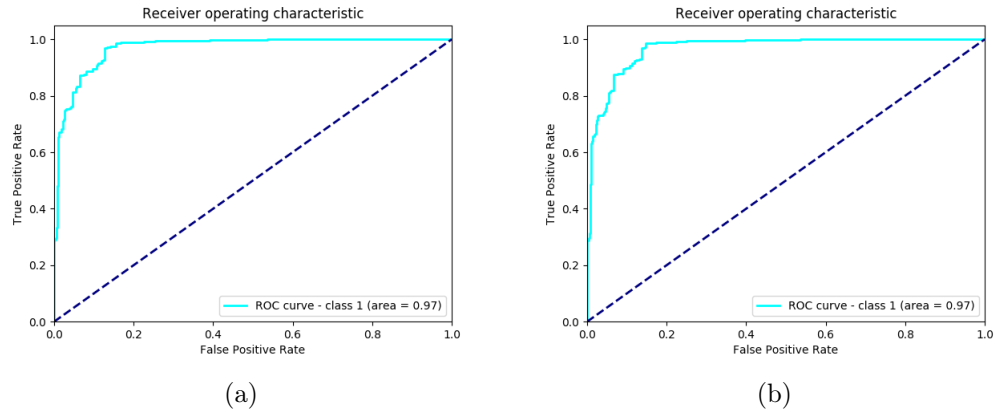 Receiver operating characteristic
1.0
0.8
0.6
0.4
0.2
0.0
True Positive Rate
0.0 0.2 0.4 0.6 0.8 1.0
False Positive Rate
ROC curve - class 1 (area = 0.97)
(a)
Receiver operating characteristic
1.0
0.8
0.6
0.4
0.2
0.0
True Positive Rate
0.0 0.2 0.4 0.6 0.8 1.0
False Positive Rate
ROC curve - class 1 (area = 0.97)
(b)